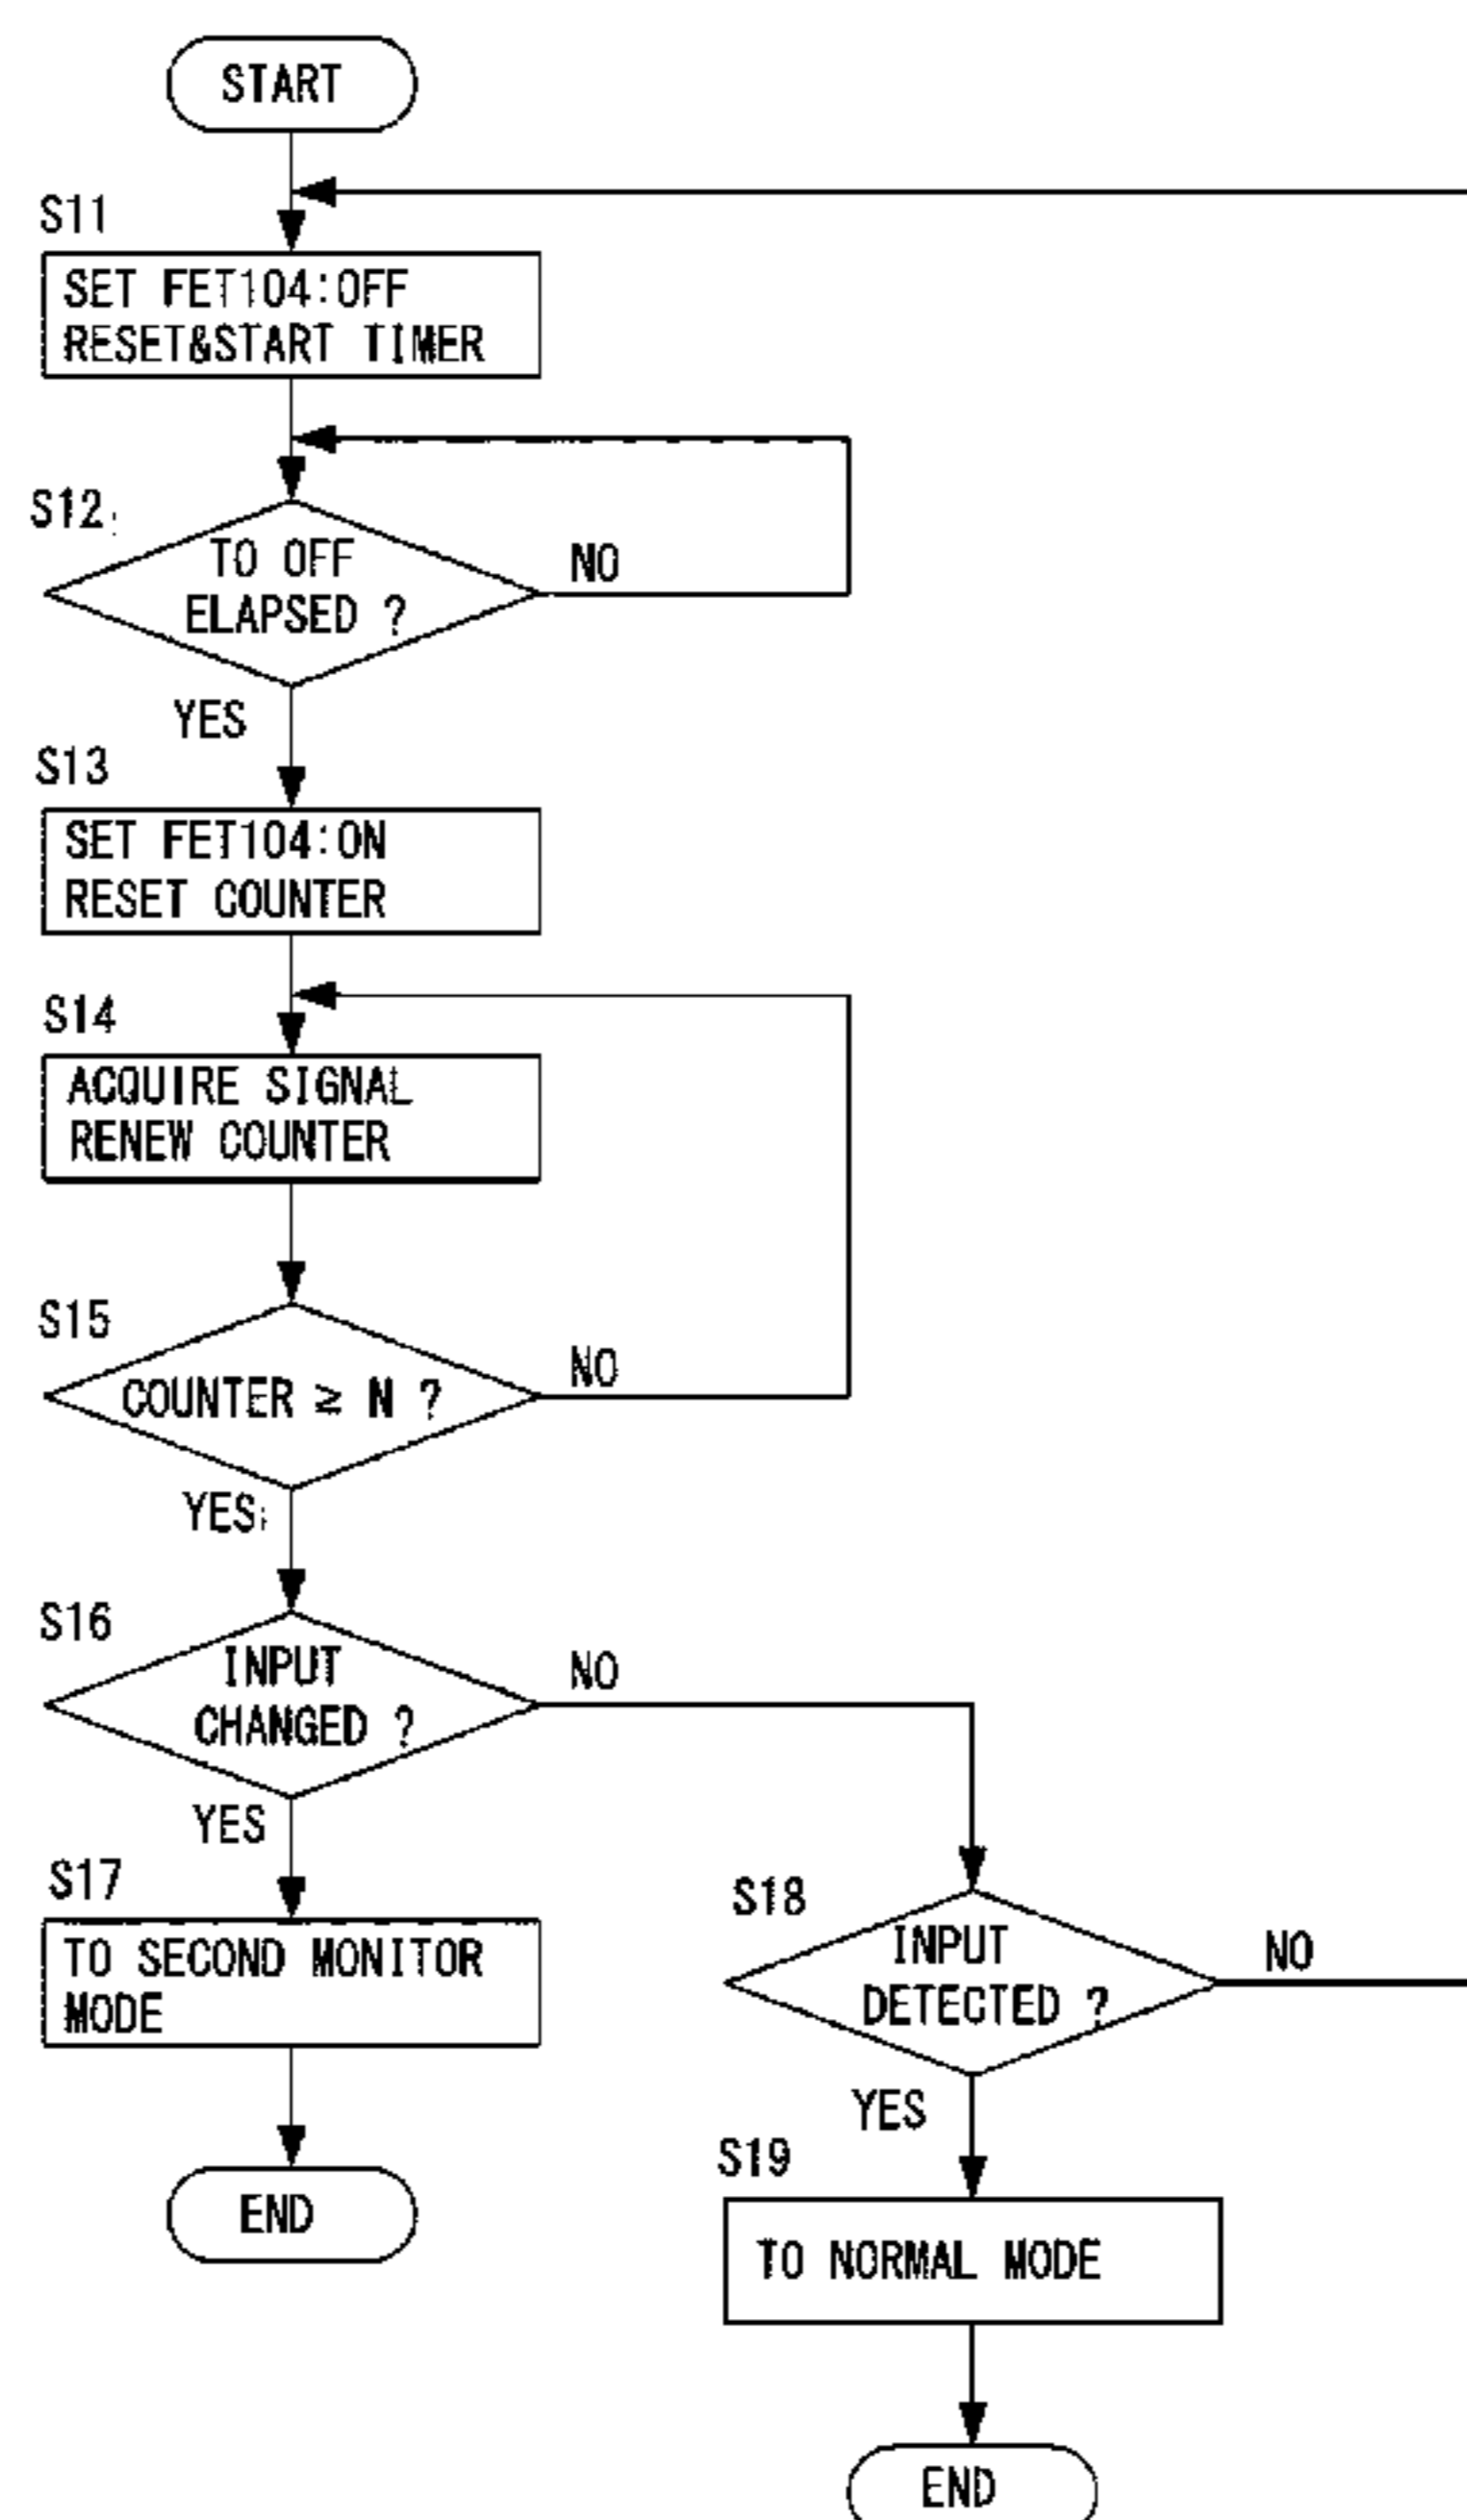 START
S11
SET FET104:OFF
RESET&START TIMER
S12
TO OFF
ELAPSED ?
NO
YES
S13
SET FET104:ON
RESET COUNTER
S14
ACQUIRE SIGNAL
RENEW COUNTER
S15
COUNTER ≥ N ?
NO
YES
S16
INPUT
CHANGED ?
NO
YES
S17
TO SECOND MONITOR
MODE
END
S18
INPUT
DETECTED ?
NO
YES
S19
TO NORMAL MODE
END